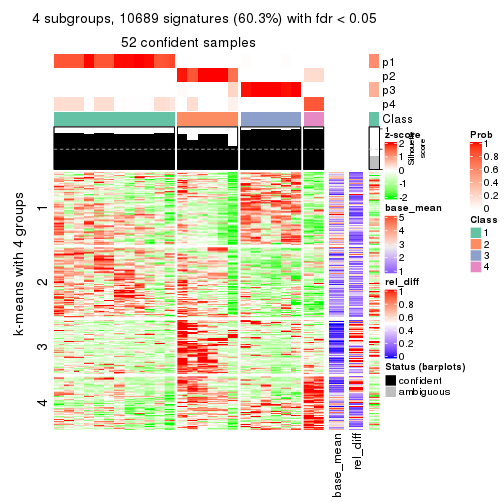 4 subgroups, 10689 signatures (60.3%) with fdr < 0.05
52 confident samples
p1
p2
p3
p4
Class
1
Silhouette
score
k-means with 4 groups
1
2
3
4
base_mean
rel_diff
z-score
2
1
0
-1
-2
base_mean
5
4
3
2
1
rel_diff
1
0.8
0.6
0.4
0.2
0
Status (barplots)
confident
ambiguous
Prob
1
0.8
0.6
0.4
0.2
0
Class
1
2
3
4